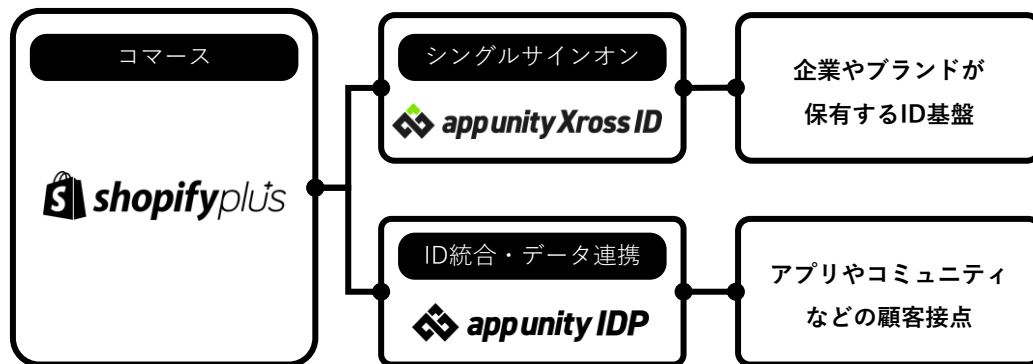 コマース
shopifyplus
シングルサインオン
appunity Xross ID
企業やブランドが
保有するID基盤
ID統合・データ連携
appunity IDP
アプリやコミュニティ
などの顧客接点